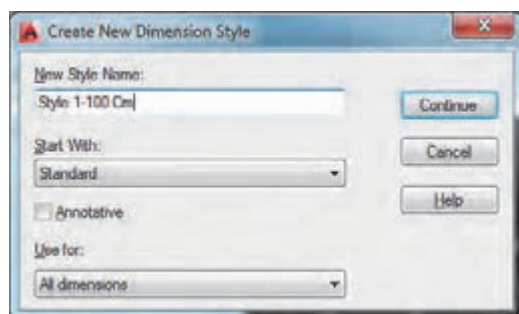 Create New Dimension Style
New Style Name:
Style 1-100 Cm
Continue
Start With:
Cancel
Standard
Help
Annotative
Use for:
All dimensions